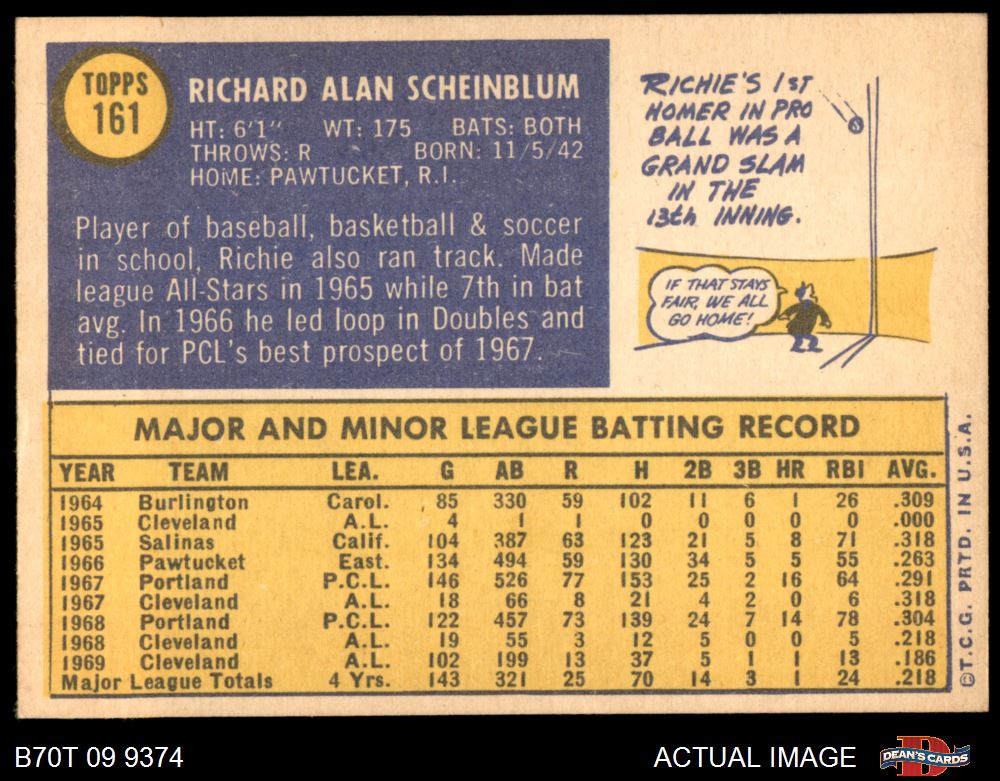 TOPPS
161
RICHARD ALAN SCHEINBLUM
HT: 6'1" WT: 175 BATS: BOTH
THROWS: R BORN: 11/5/42
HOME: PAWTUCKET, R.I.
Player of baseball, basketball & soccer
in school, Richie also ran track. Made
league All-Stars in 1965 while 7th in bat
avg. In 1966 he led loop in Doubles and
tied for PCL's best prospect of 1967.
RICHIE'S 1ST
HOMER IN PRO
BALL WAS A
GRAND SLAM
IN THE
13th INNING.
IF THAT STAYS
FAIR, WE ALL
GO HOME!
MAJOR AND MINOR LEAGUE BATTING RECORD
YEAR TEAM LEA. G AB R H 2B 3B HR RBI AVG.
1964 Burlington Carol. 85 330 59 102 11 6 1 26 .309
1965 Cleveland A.L. 4 1 1 0 0 0 0 0 .000
1965 Salinas Calif. 104 387 63 123 21 5 8 71 .318
1966 Pawtucket East. 134 494 59 130 34 5 5 55 .263
1967 Portland P.C.L. 146 526 77 153 25 2 16 64 .291
1967 Cleveland A.L. 18 66 8 21 4 2 0 6 .318
1968 Portland P.C.L. 122 457 73 139 24 7 14 78 .304
1968 Cleveland A.L. 19 55 3 12 5 0 0 5 .218
1969 Cleveland A.L. 102 199 13 37 5 1 1 13 .186
Major League Totals 4 Yrs. 143 321 25 70 14 3 1 24 .218
©T.C.G. PRTD. IN U.S.A.
B70T 09 9374
ACTUAL IMAGE
DEAN'S CARDS